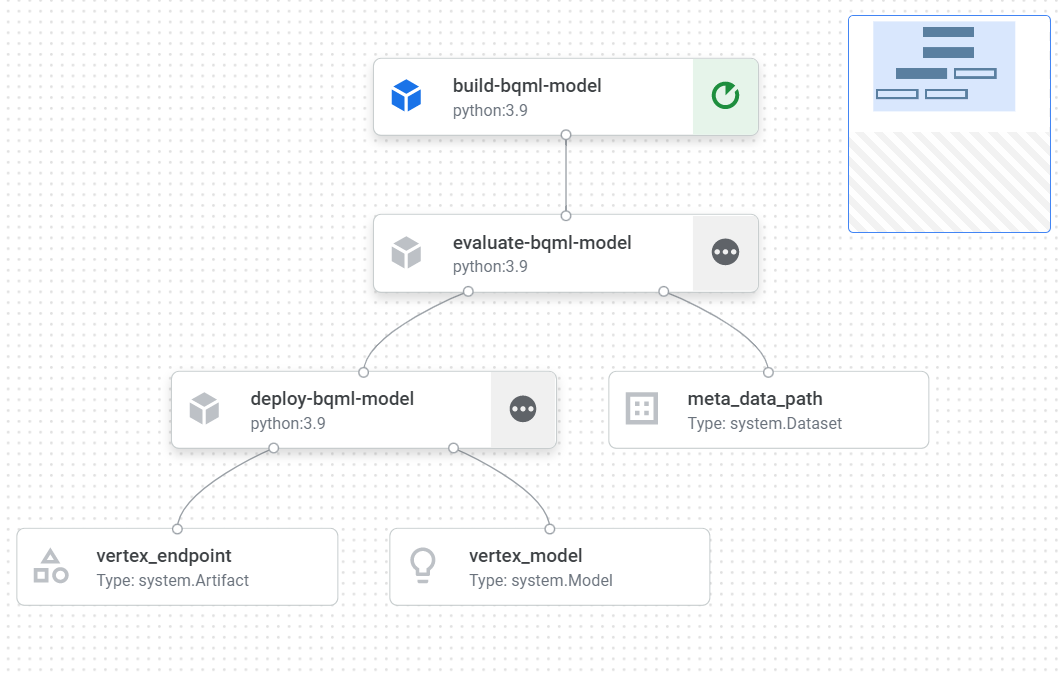 build-bqml-model
python:3.9
evaluate-bqml-model
python:3.9
deploy-bqml-model
python:3.9
meta_data_path
Type: system.Dataset
vertex_endpoint
Type: system.Artifact
vertex_model
Type: system.Model